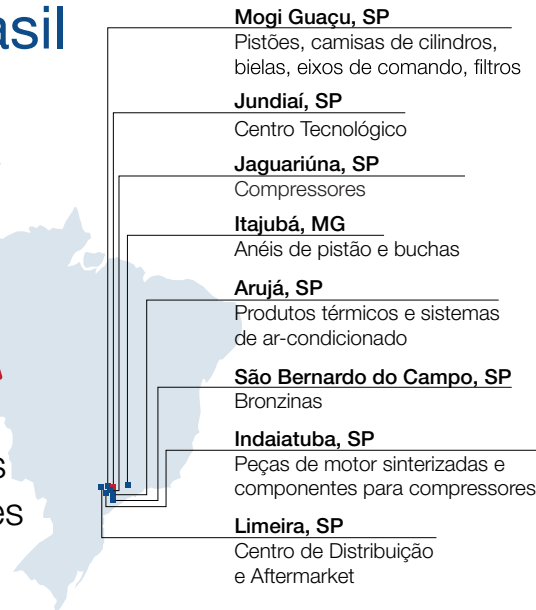 asil
Mogi Guaçu, SP
Pistões, camisas de cilindros,
bielas, eixos de comando, filtros
Jundiaí, SP
Centro Tecnológico
Jaguariúna, SP
Compressores
Itajubá, MG
Anéis de pistão e buchas
Arujá, SP
Produtos térmicos e sistemas
de ar-condicionado
São Bernardo do Campo, SP
Bronzinas
Indaiatuba, SP
Peças de motor sinterizadas e
componentes para compressores
Limeira, SP
Centro de Distribuição
e Aftermarket
s
es